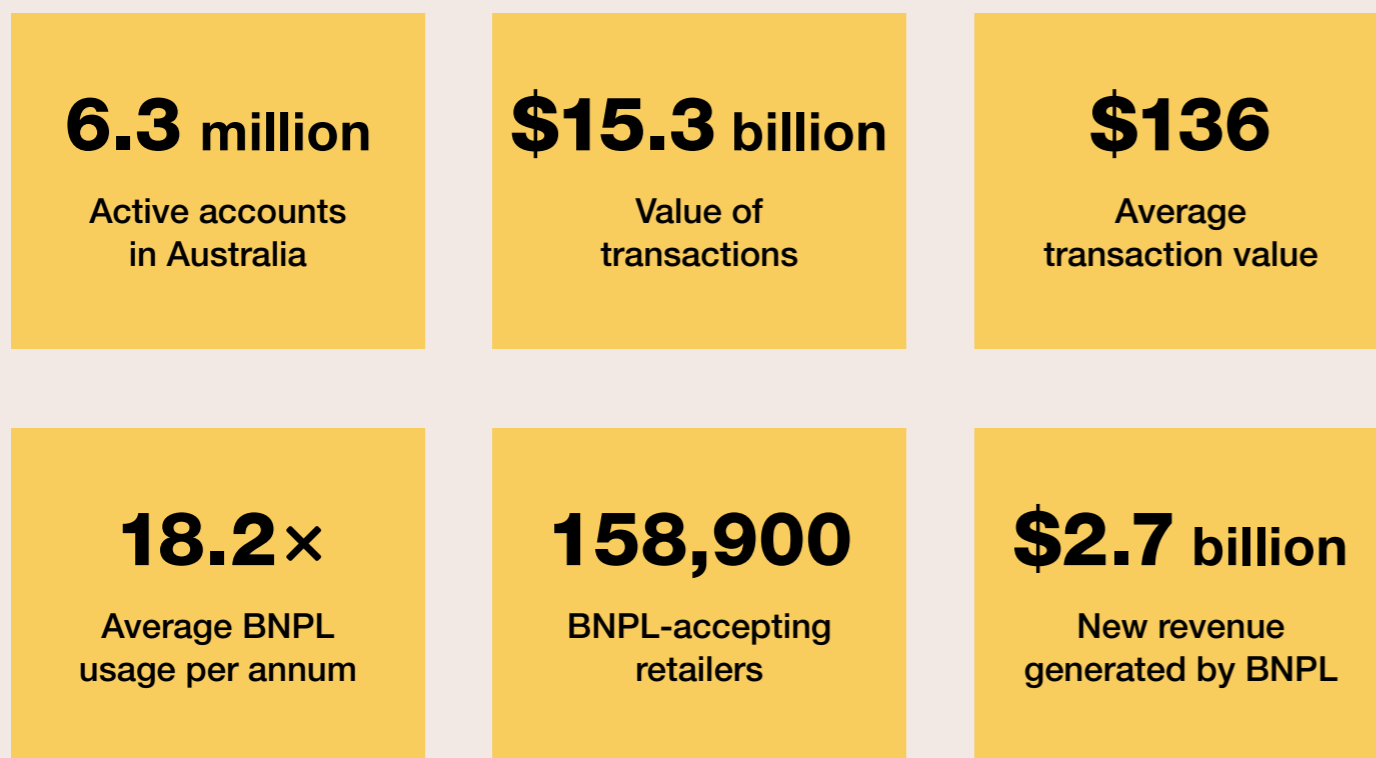 6.3 million
Active accounts
in Australia
$15.3 billion
Value of
transactions
$136
Average
transaction value
18.2×
Average BNPL
usage per annum
158,900
BNPL-accepting
retailers
$2.7 billion
New revenue
generated by BNPL